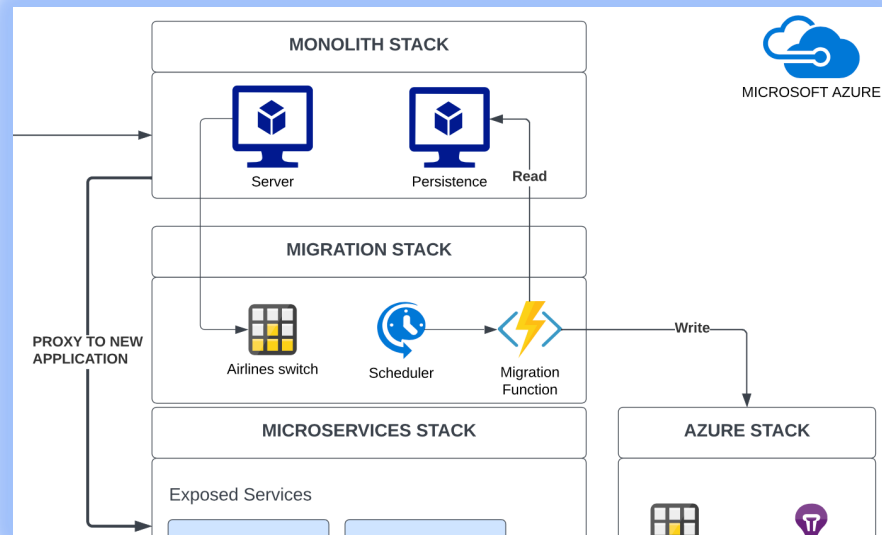 MONOLITH STACK
MICROSOFT AZURE
Server
Persistence
Read
MIGRATION STACK
PROXY TO NEW
APPLICATION
Airlines switch
Scheduler
Migration
Function
Write
MICROSERVICES STACK
AZURE STACK
Exposed Services